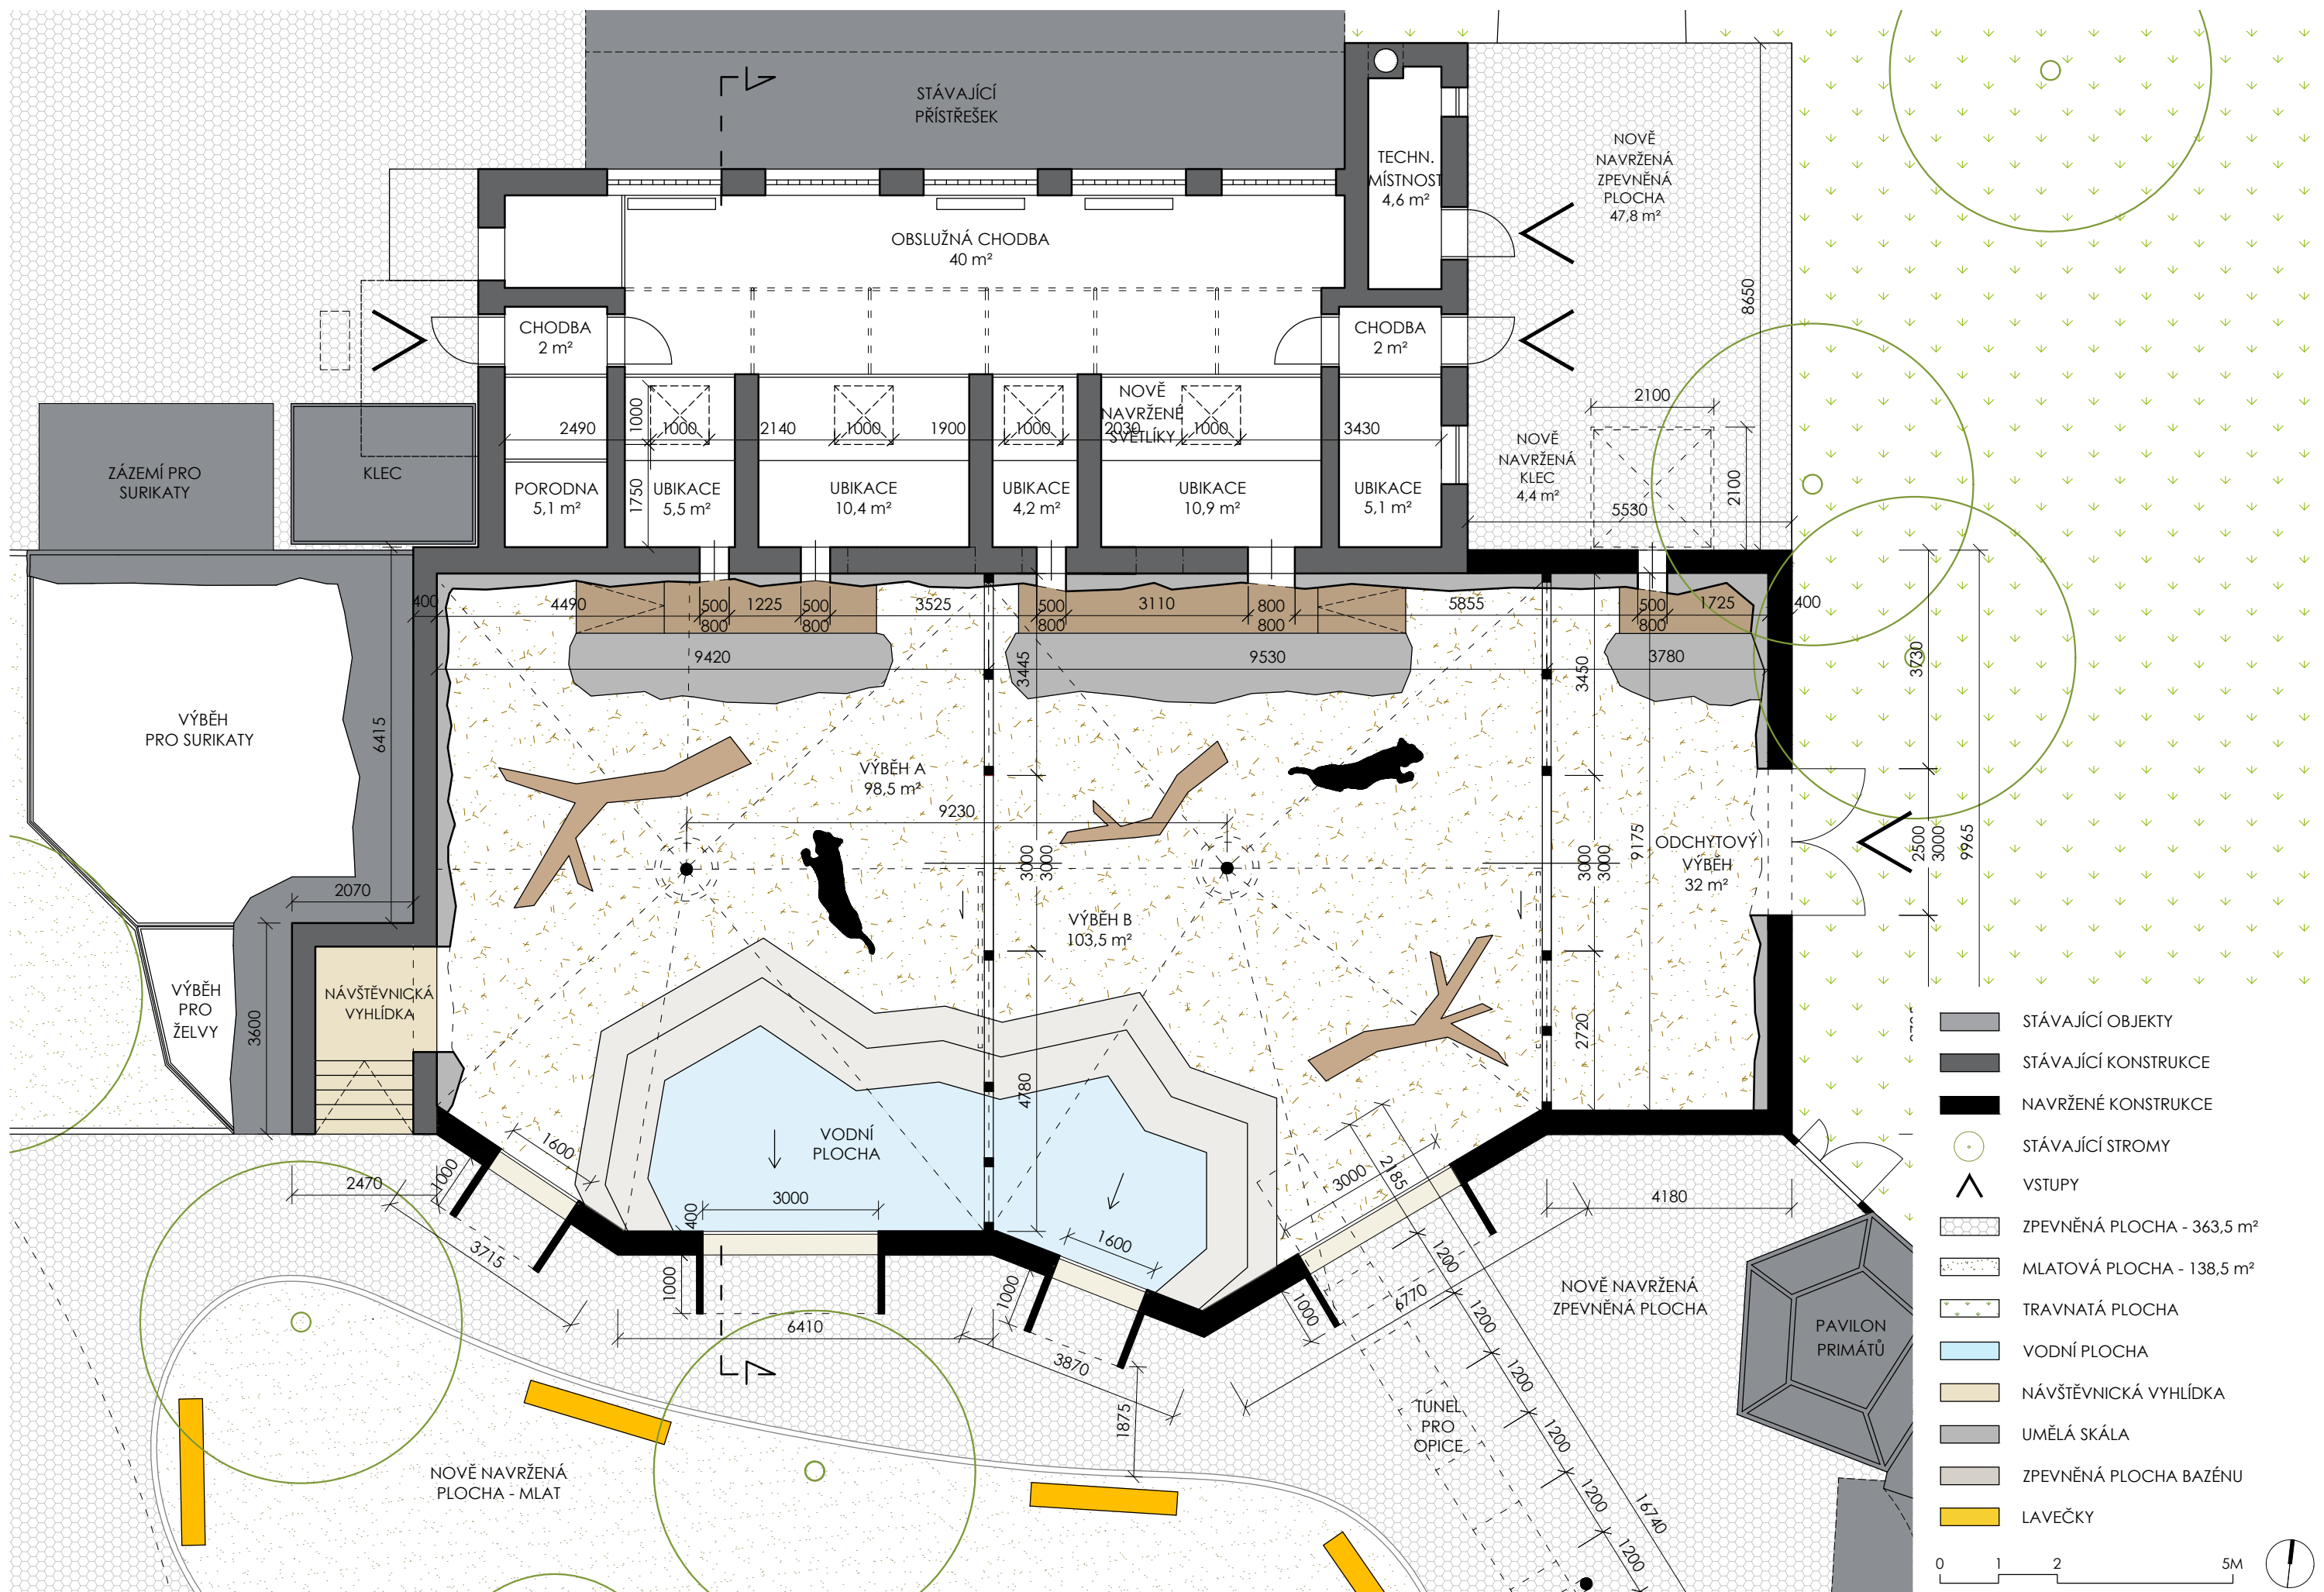 STÁVAJÍCÍ
PŘÍSTŘEŠEK
TECHN.
MÍSTNOST
4,6 m²
NOVĚ
NAVRŽENÁ
ZPEVNĚNÁ
PLOCHA
47,8 m²
OBSLUŽNÁ CHODBA
40 m²
8650
CHODBA
2 m²
CHODBA
2 m²
NOVĚ
NAVRŽENÉ
SVĚTLÍKY
2100
1000
2490
1000
2140
1000
1900
1000
2030
1000
3430
NOVĚ
NAVRŽENÁ
KLEC
4,4 m²
2100
ZÁZEMÍ PRO
SURIKATY
KLEC
PORODNA
5,1 m²
1750
UBIKACE
5,5 m²
UBIKACE
10,4 m²
UBIKACE
4,2 m²
UBIKACE
10,9 m²
UBIKACE
5,1 m²
5530
400
4490
500
800
1225
500
800
3525
500
800
3110
800
800
5855
500
800
1725
400
9420
3445
9530
3450
3780
3730
VÝBĚH
PRO SURIKATY
6415
VÝBĚH A
98,5 m²
9230
3000
3000
3000
3000
9175
ODCHYTOVÝ
VÝBĚH
32 m²
2500
3000
9965
2070
VÝBĚH B
103,5 m²
VÝBĚH
PRO
ŽELVY
3600
NÁVŠTĚVNICKÁ
VYHLÍDKA
4780
2720
VODNÍ
PLOCHA
1600
1000
2470
3715
400
3000
1000
6410
1600
1000
3870
1875
3000
2185
1000
6770
4180
1200
1200
1200
1200
1200
1200
1200
16740
NOVĚ NAVRŽENÁ
ZPEVNĚNÁ PLOCHA
PAVILON
PRIMÁTŮ
TUNEL
PRO
OPICE
NOVĚ NAVRŽENÁ
PLOCHA - MLAT
STÁVAJÍCÍ OBJEKTY
STÁVAJÍCÍ KONSTRUKCE
NAVRŽENÉ KONSTRUKCE
STÁVAJÍCÍ STROMY
VSTUPY
ZPEVNĚNÁ PLOCHA - 363,5 m²
MLATOVÁ PLOCHA - 138,5 m²
TRAVNATÁ PLOCHA
VODNÍ PLOCHA
NÁVŠTĚVNICKÁ VYHLÍDKA
UMĚLÁ SKÁLA
ZPEVNĚNÁ PLOCHA BAZÉNU
LAVEČKY
0 1 2 5M